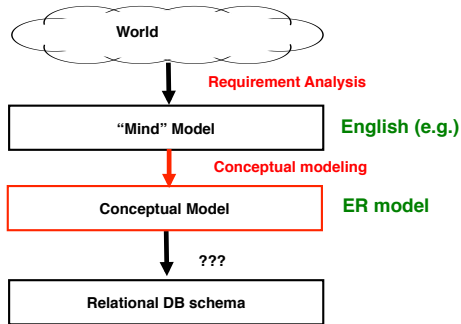 World
Requirement Analysis
“Mind” Model
English (e.g.)
Conceptual modeling
Conceptual Model
ER model
???
Relational DB schema